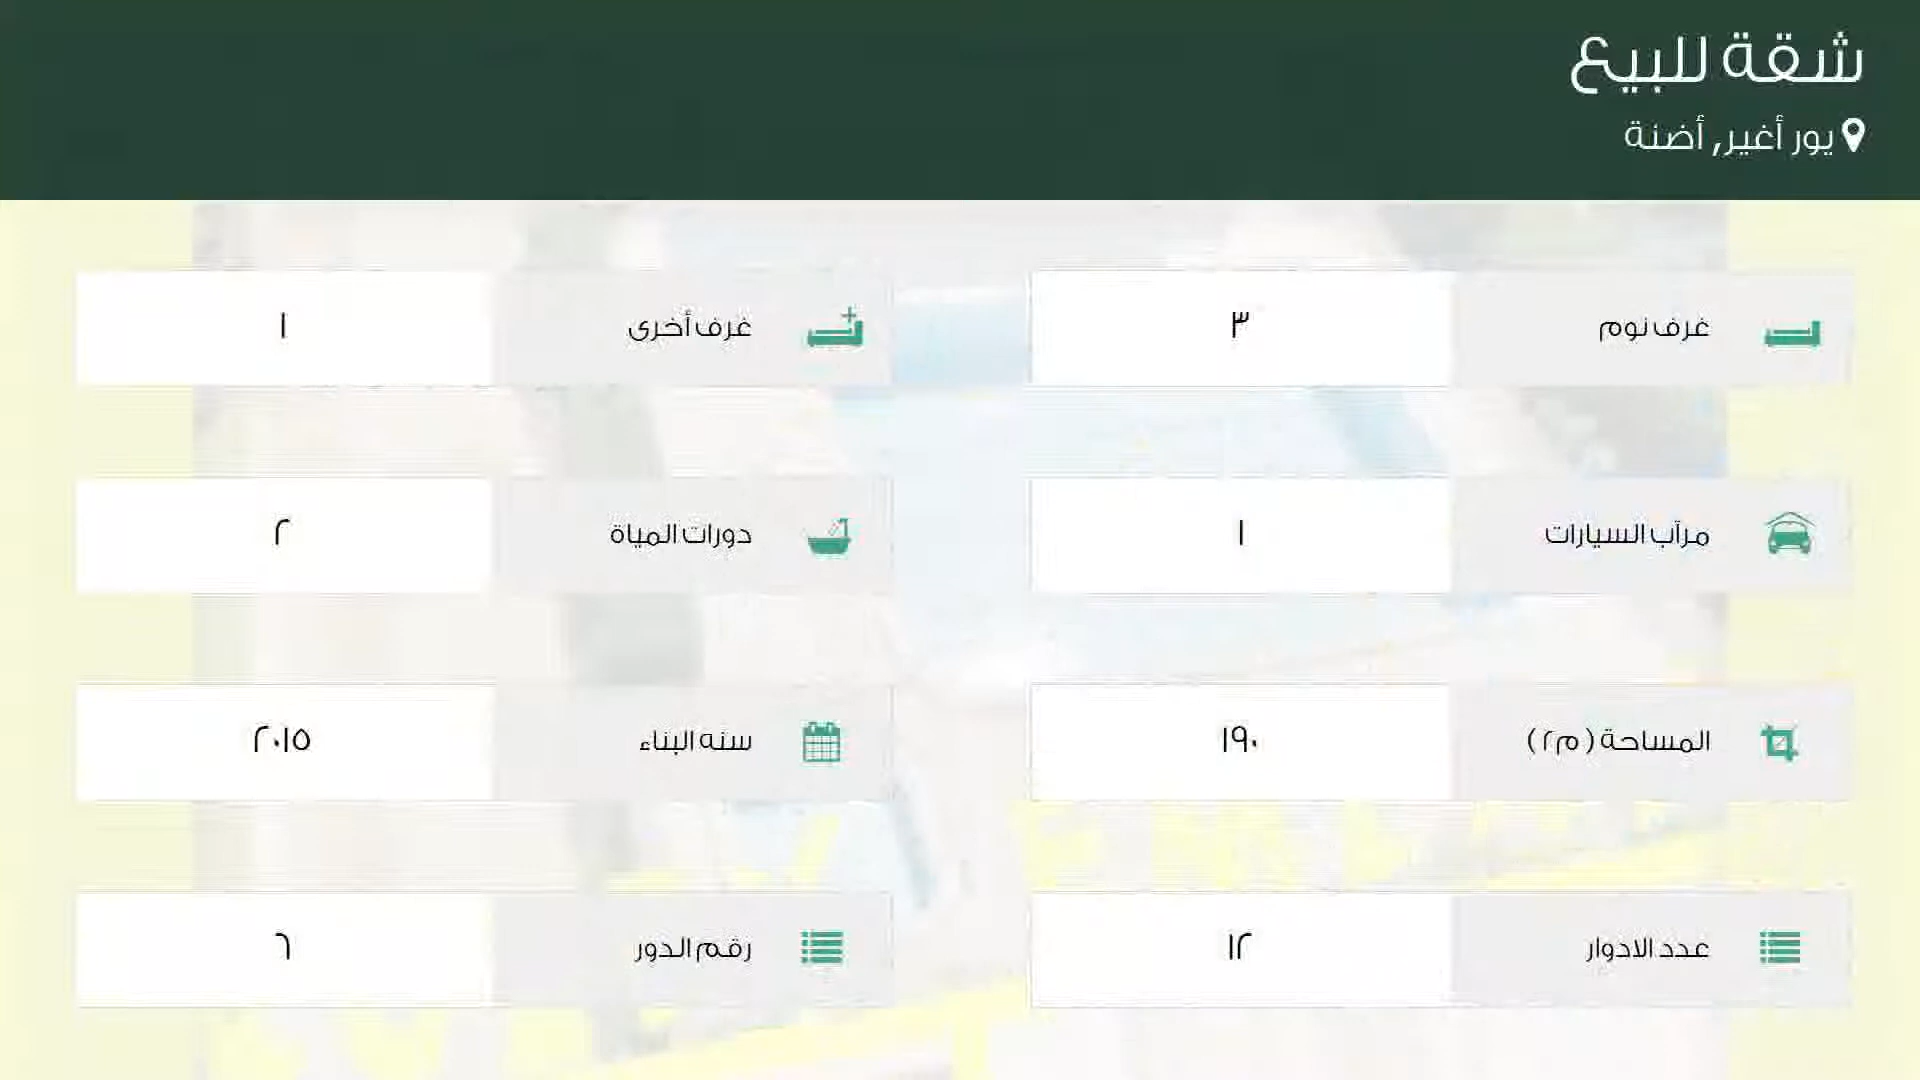 شقة للبيع
يور أغير, أضنة
غرف نوم ٣
غرف أخرى ١
مرآب السيارات ١
دورات المياة ٢
المساحة ( م٢ ) ١٩٠
سنه البناء ٢٠١٥
عدد الادوار ١٢
رقم الدور ٦